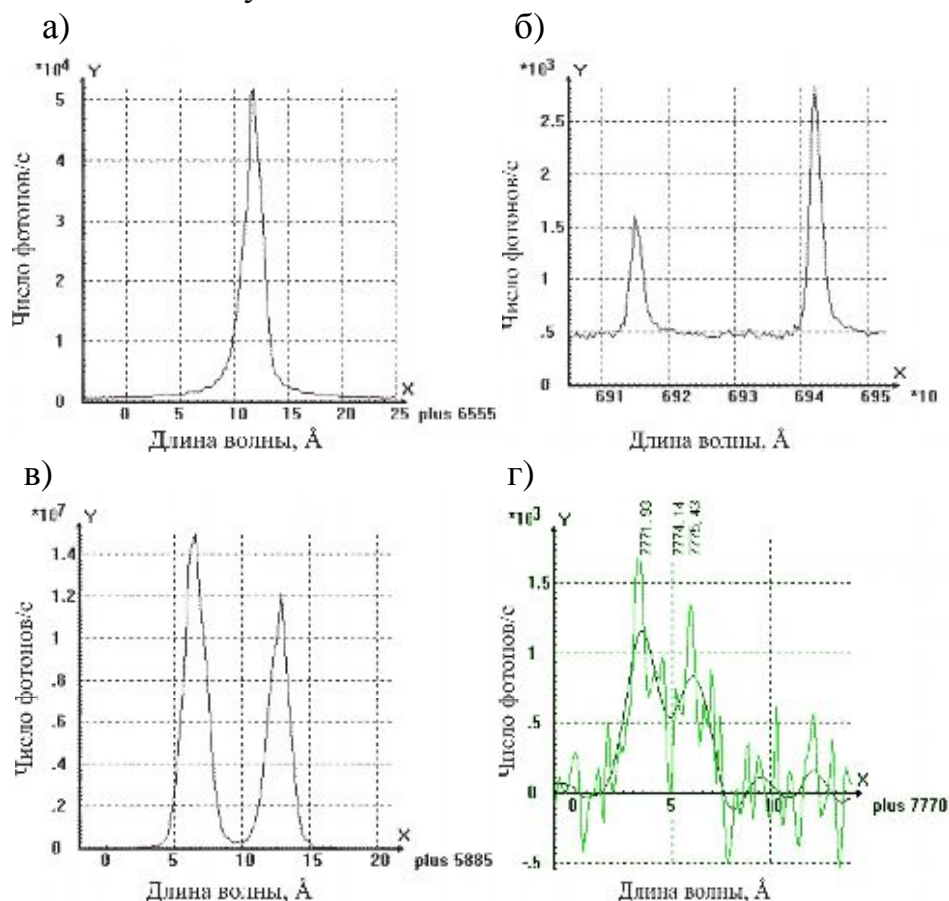 а)
*10⁴ Y
5
4
3
2
1
0
Число фотонов/с
0 5 10 15 20 25 X plus 6555
Длина волны, Å
б)
*10³ Y
2.5
2
1.5
1
.5
0
Число фотонов/с
691 692 693 694 695 X *10
Длина волны, Å
в)
*10⁷ Y
1.4
1.2
1
.8
.6
.4
.2
0
Число фотонов/с
0 5 10 15 20 X plus 5885
Длина волны, Å
г)
*10³ Y
7771.93
7774.14
7775.43
1.5
1
.5
0
-.5
Число фотонов/с
0 5 10 X plus 7770
Длина волны, Å